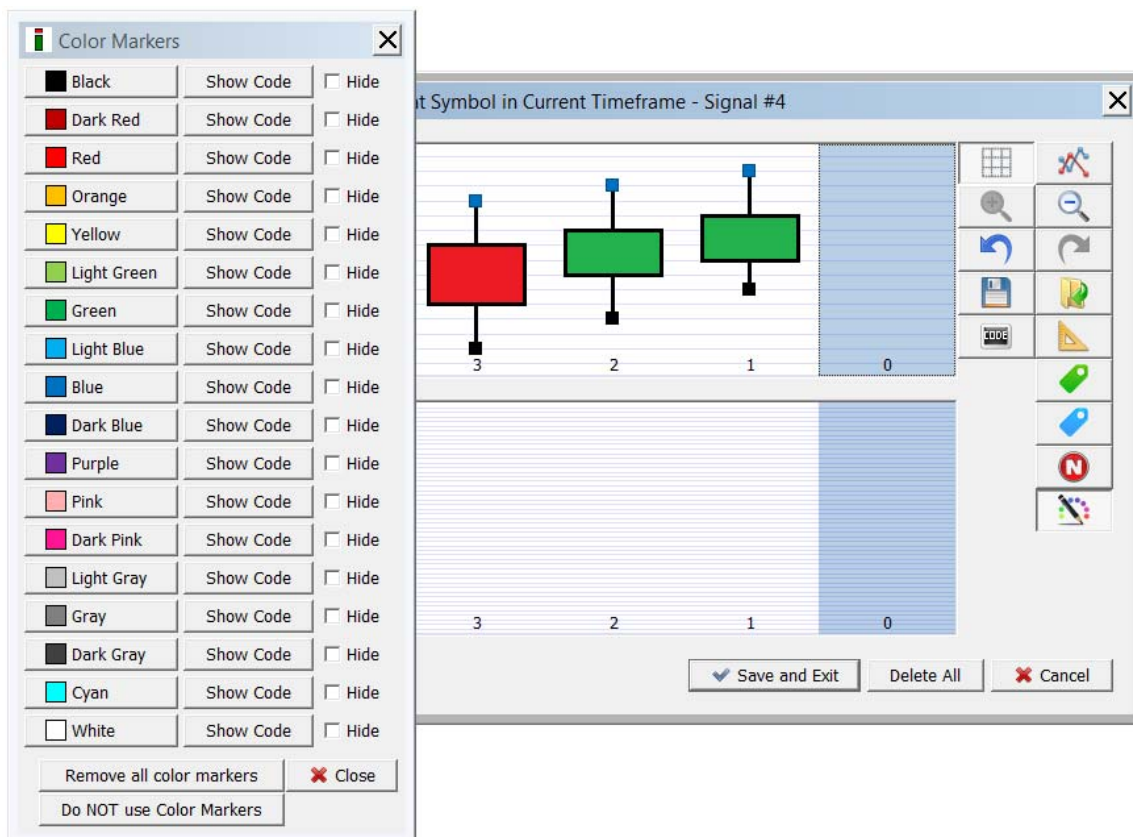 Color Markers
Black Show Code Hide
Dark Red Show Code Hide
Red Show Code Hide
Orange Show Code Hide
Yellow Show Code Hide
Light Green Show Code Hide
Green Show Code Hide
Light Blue Show Code Hide
Blue Show Code Hide
Dark Blue Show Code Hide
Purple Show Code Hide
Pink Show Code Hide
Dark Pink Show Code Hide
Light Gray Show Code Hide
Gray Show Code Hide
Dark Gray Show Code Hide
Cyan Show Code Hide
White Show Code Hide
Remove all color markers Close
Do NOT use Color Markers
Symbol in Current Timeframe - Signal #4
3 2 1 0
CODE
N
3 2 1 0
Save and Exit Delete All Cancel